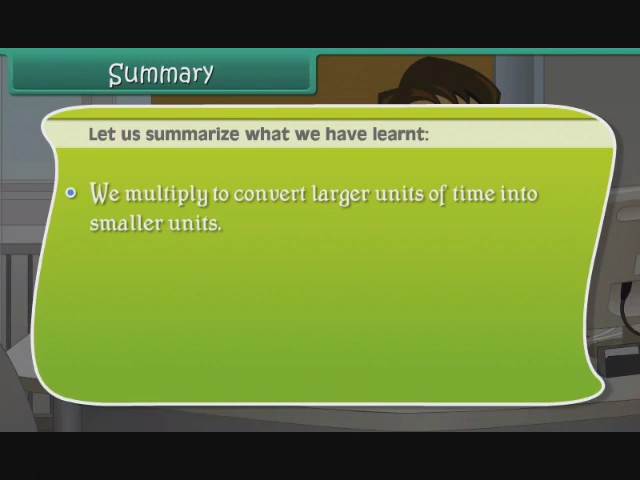 Summary
Let us summarize what we have learnt:
We multiply to convert larger units of time into
smaller units.